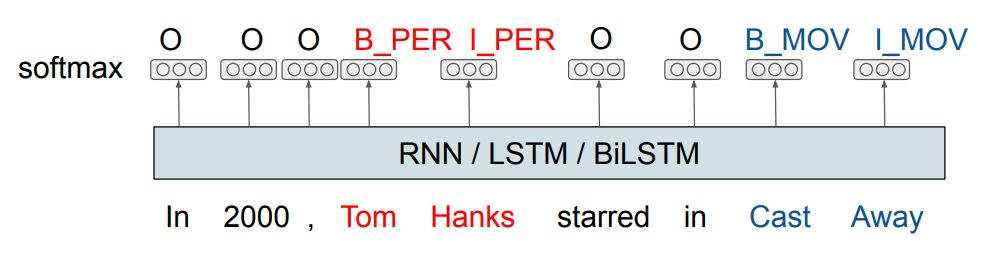 O O O B_PER I_PER O O B_MOV I_MOV
softmax
RNN / LSTM / BiLSTM
In 2000 , Tom Hanks starred in Cast Away